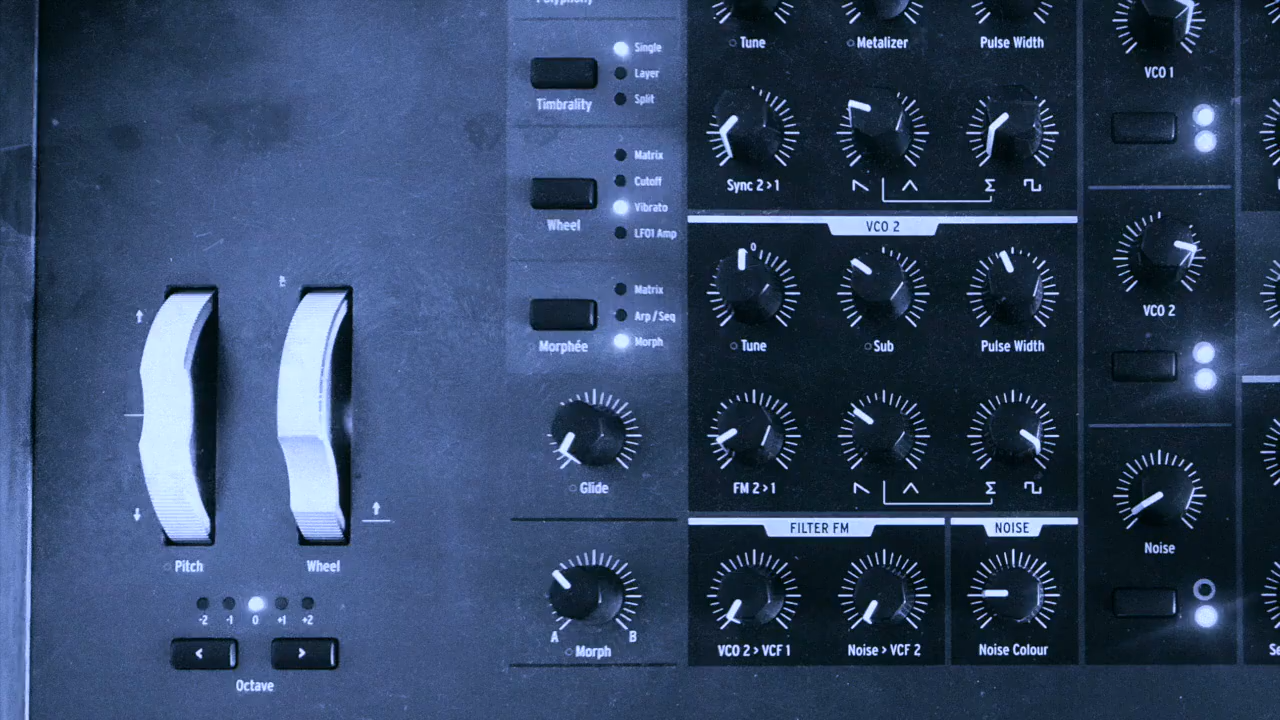 Polyphony
Single
Layer
Split
Timbrality
Matrix
Cutoff
Vibrato
LFO1 Amp
Wheel
Matrix
Arp / Seq
Morph
Morphée
Glide
A
B
Morph
Pitch
Wheel
-2 -1 0 +1 +2
< >
Octave
Tune
Metalizer
Pulse Width
Sync 2 > 1
VCO 2
0
Tune
Sub
Pulse Width
FM 2 > 1
FILTER FM
VCO 2 > VCF 1
Noise > VCF 2
NOISE
Noise Colour
VCO 1
VCO 2
Noise